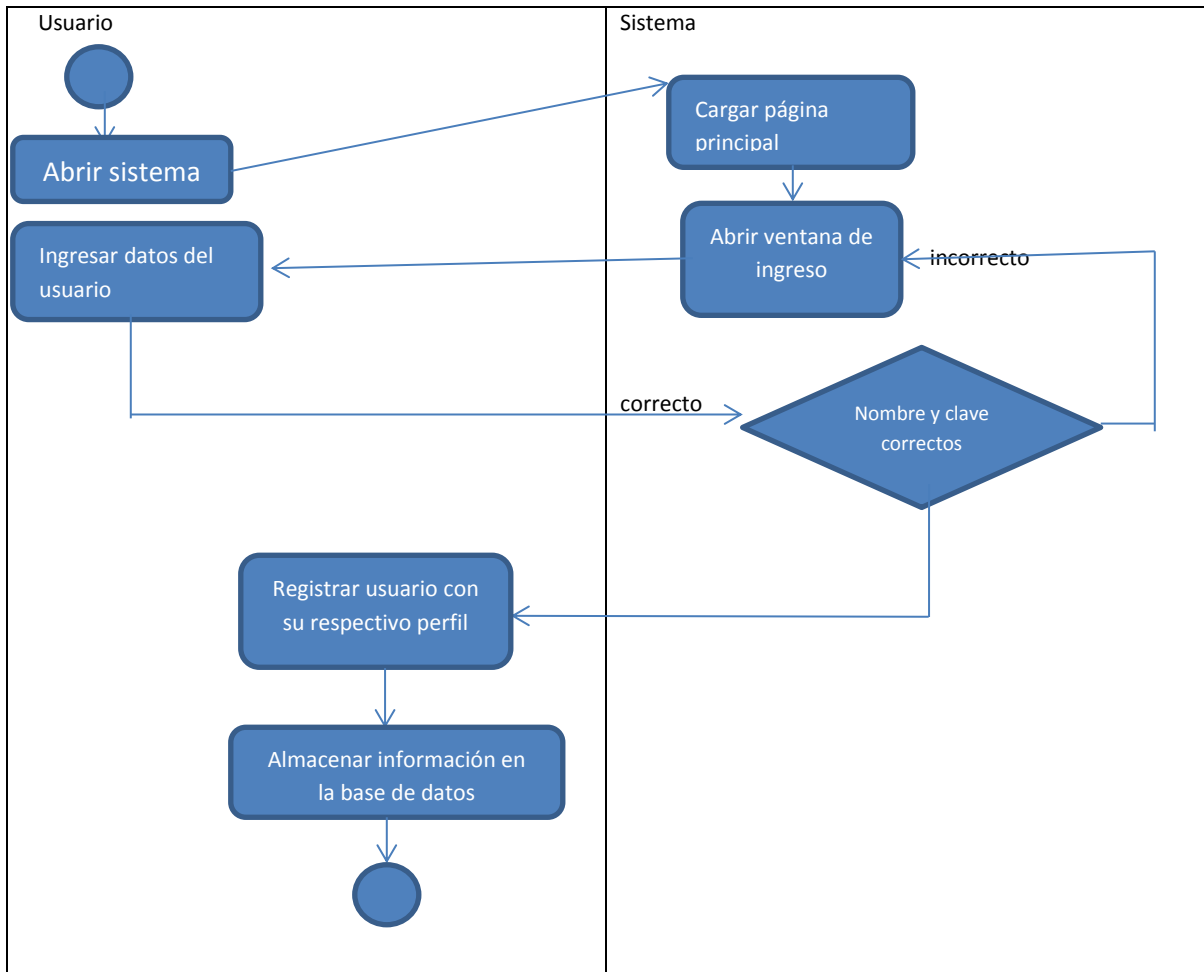 Usuario
Sistema
Cargar página
principal
Abrir sistema
Ingresar datos del
usuario
Abrir ventana de
ingreso
incorrecto
correcto
Nombre y clave
correctos
Registrar usuario con
su respectivo perfil
Almacenar información en
la base de datos